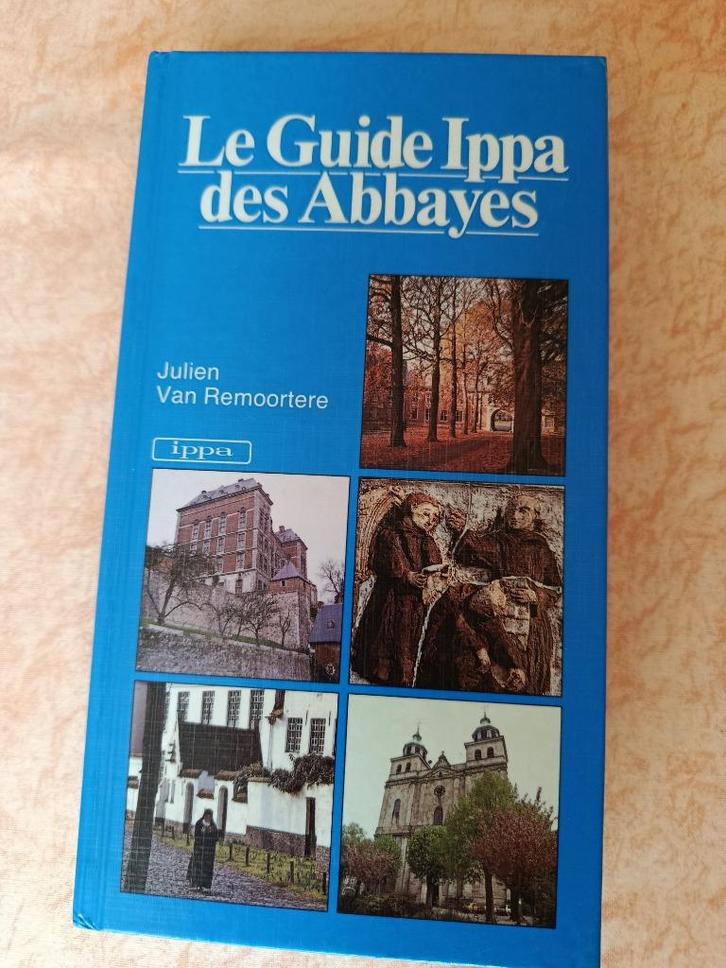 Le Guide Ippa
des Abbayes
Julien
Van Remoortere
ippa